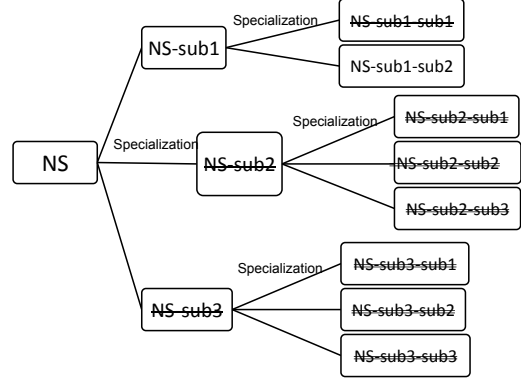 Specialization
NS-sub1-sub1
NS-sub1
NS-sub1-sub2
Specialization
NS-sub2-sub1
Specialization
NS
NS-sub2
NS-sub2-sub2
NS-sub2-sub3
Specialization
NS-sub3-sub1
NS-sub3
NS-sub3-sub2
NS-sub3-sub3